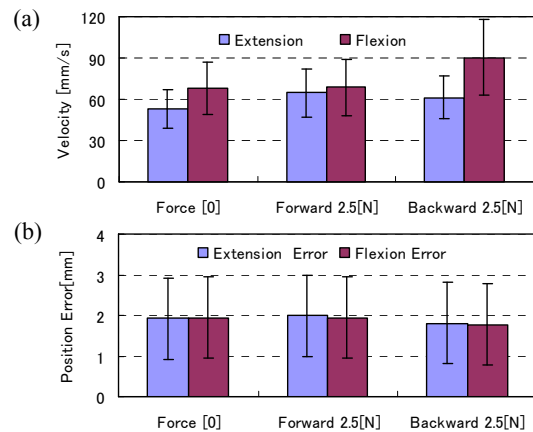 (a)
120
90
60
30
0
Velocity [mm/s]
Extension Flexion
Force [0] Forward 2.5[N] Backward 2.5[N]
(b)
4
3
2
1
0
Position Error[mm]
Extension Error Flexion Error
Force [0] Forward 2.5[N] Backward 2.5[N]